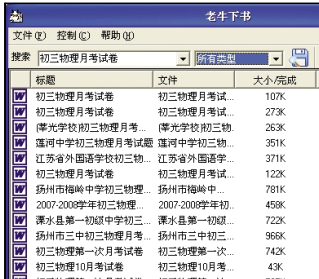 老牛下书
文件(F) 控制(C) 帮助(H)
搜索 初三物理月考试卷 所有类型
标题 文件 大小/完成
初三物理月考试卷 初三物理月考试... 107K
初三物理月考试卷 初三物理月考试... 273K
(莘光学校)初三物理月考... (莘光学校)初三物... 263K
蓬河中学初三物理月考试题 蓬河中学初三物... 351K
江苏省外国语学校初三物... 江苏省外国语学... 371K
初三物理月考试卷 初三物理月考试... 122K
扬州市梅岭中学初三物理... 扬州市梅岭中... 781K
2007-2008学年初三物理... 2007-2008学年初... 458K
溧水县第一初级中学初三... 溧水县第一初级... 722K
扬州市三中初三物理月考... 扬州市三中初三... 966K
初三物理第一次月考试卷 初三物理第一次... 742K
初三物理10月考试卷 初三物理10月考... 43K